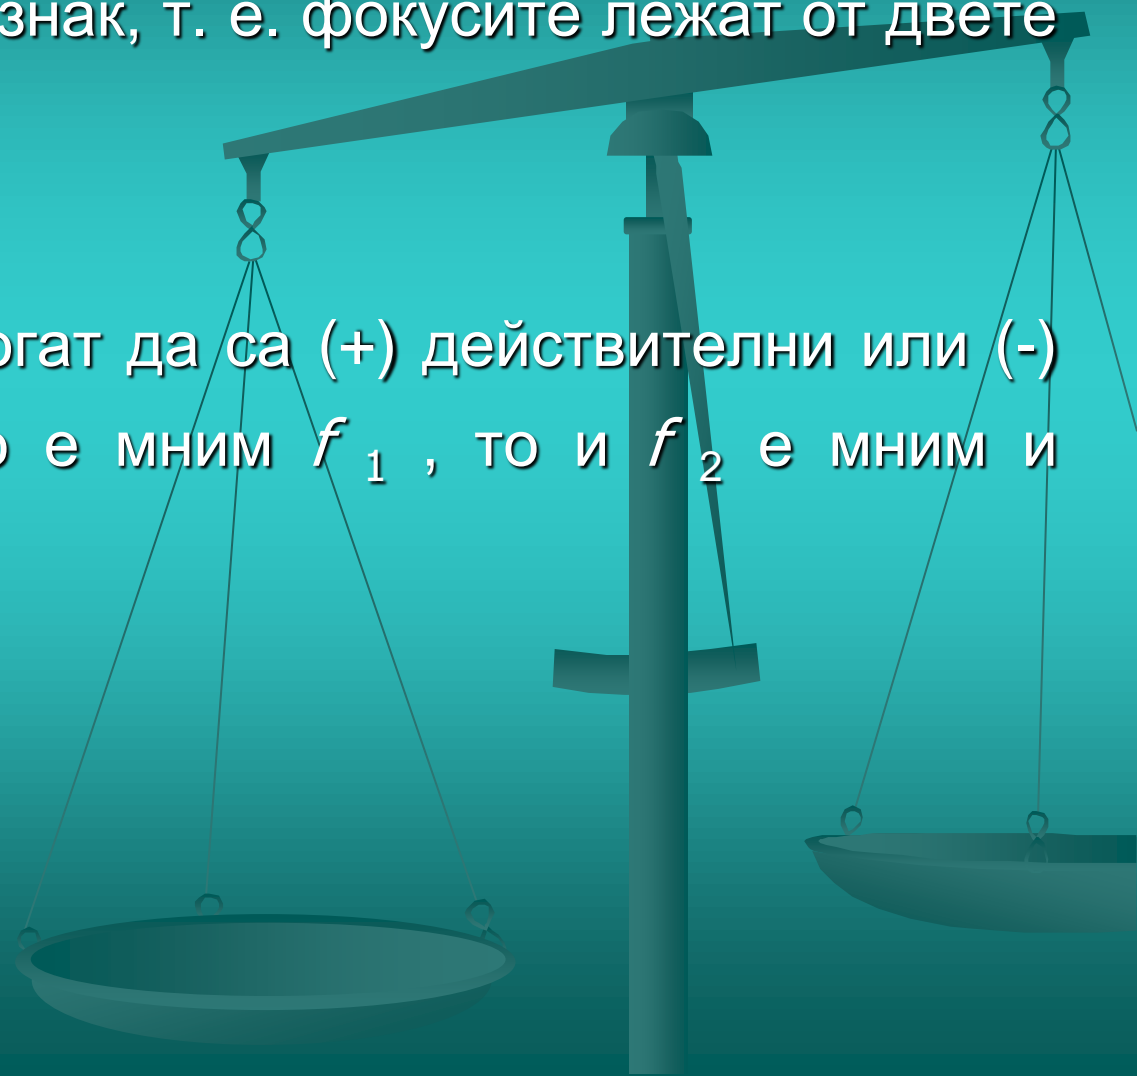 знак, т. е. фокусите лежат от двете
огат да са (+) действителни или (-)
о е мним f 1 , то и f 2 е мним и